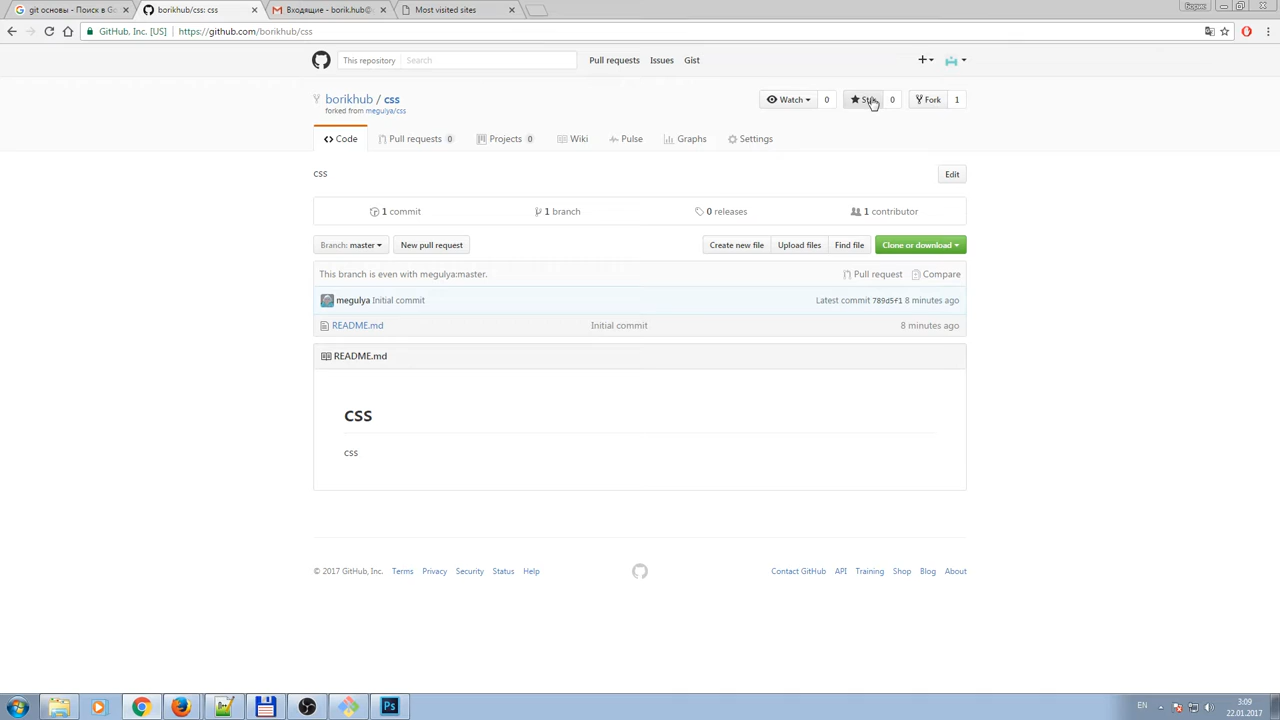 git основы - Поиск в Go
borikhub/css: css
Входящие - borik.hub@
Most visited sites
GitHub, Inc. [US]
https://github.com/borikhub/css
This repository
Search
Pull requests
Issues
Gist
borikhub / css
forked from megulya/css
Watch
0
0
Fork
1
Code
Pull requests 0
Projects 0
Wiki
Pulse
Graphs
Settings
css
Edit
1 commit
1 branch
0 releases
1 contributor
Branch: master
New pull request
Create new file
Upload files
Find file
Clone or download
This branch is even with megulya:master.
Pull request
Compare
megulya Initial commit
Latest commit 789d5f1 8 minutes ago
README.md
Initial commit
8 minutes ago
README.md
CSS
css
© 2017 GitHub, Inc.
Terms
Privacy
Security
Status
Help
Contact GitHub
API
Training
Shop
Blog
About
Ps
EN
3:09
22.01.2017